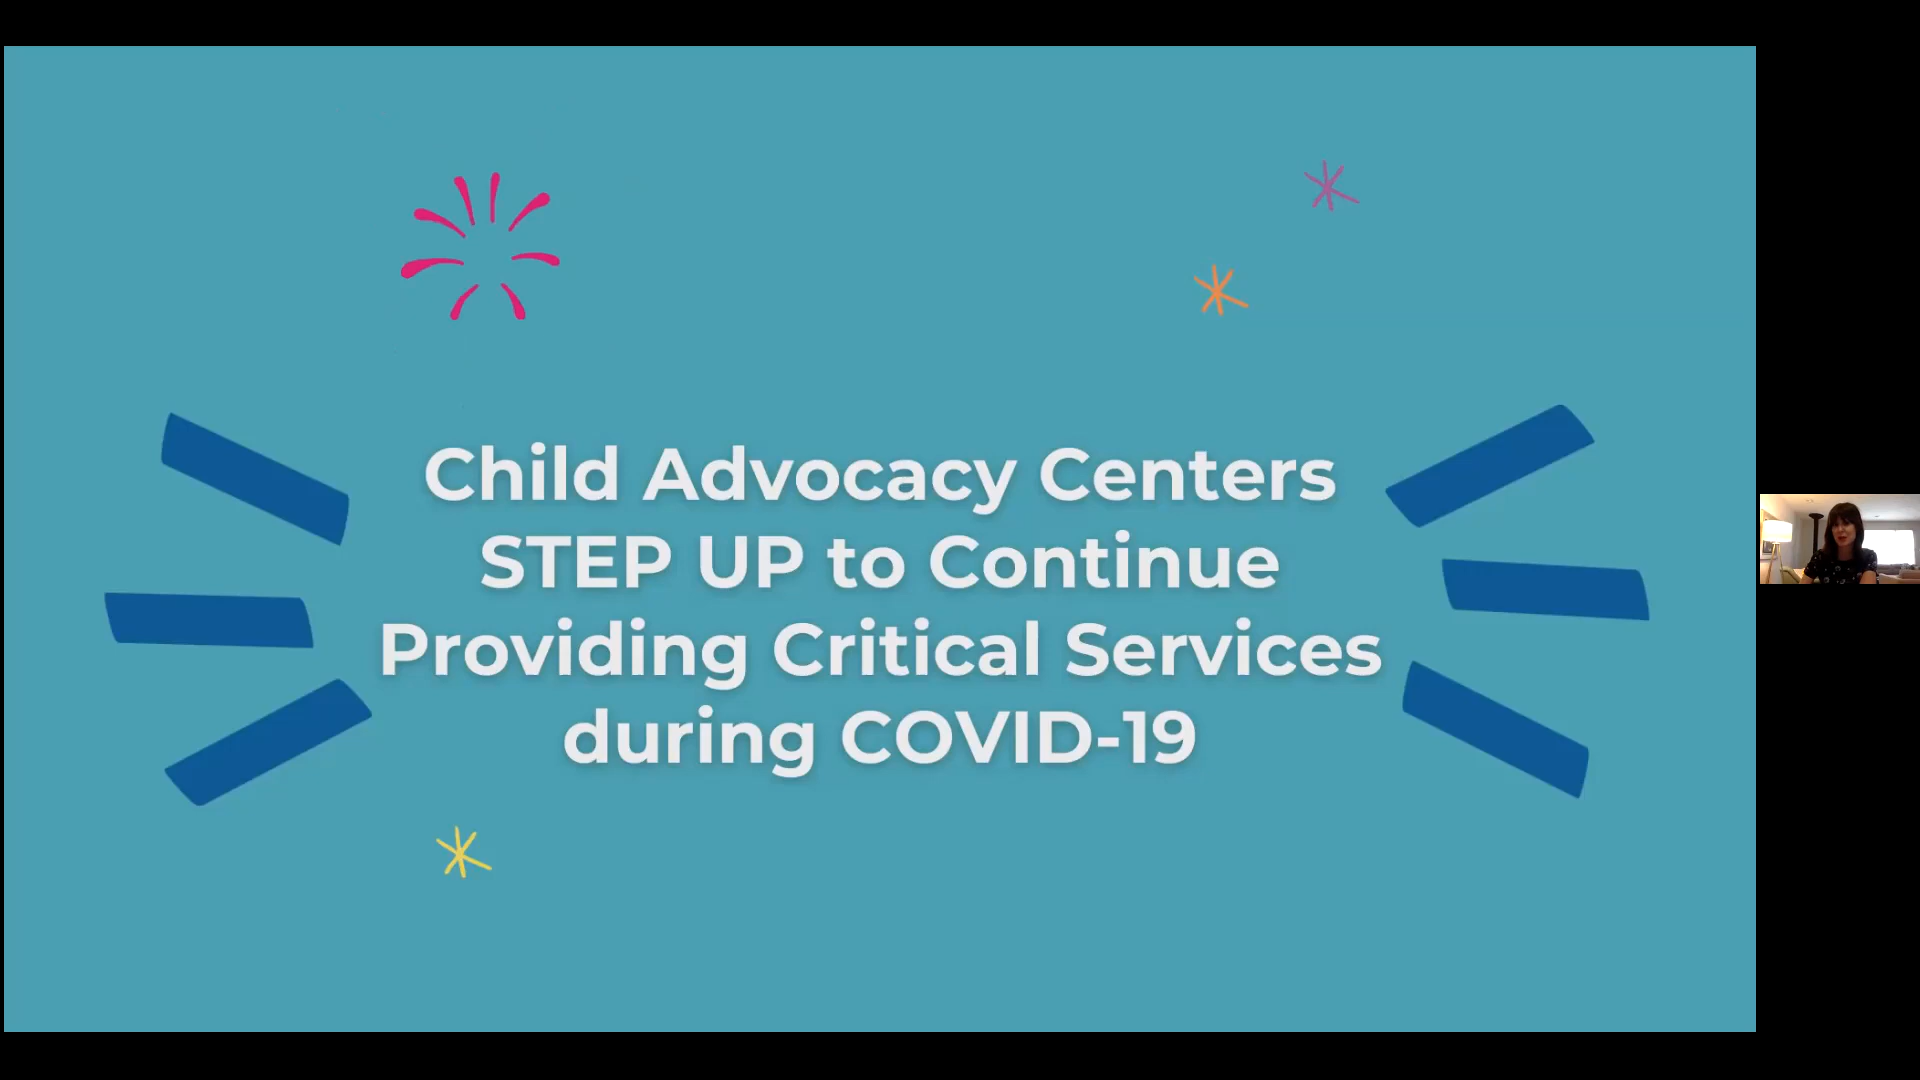 Child Advocacy Centers
STEP UP to Continue
Providing Critical Services
during COVID-19